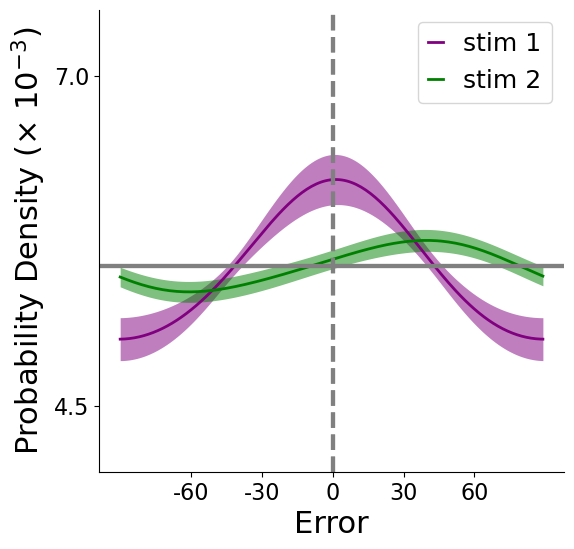 Probability Density (× 10⁻³)
7.0
4.5
stim 1
stim 2
-60 -30 0 30 60
Error